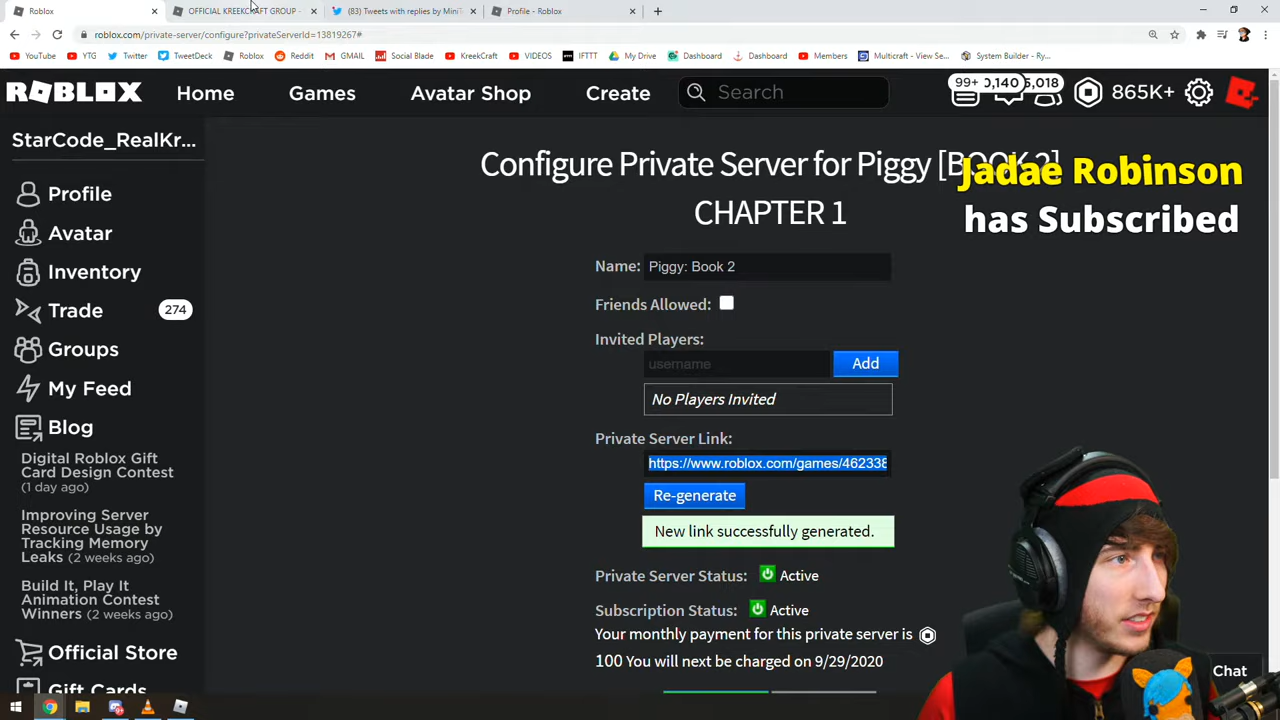 Roblox
OFFICIAL KREEKCRAFT GROUP -
(83) Tweets with replies by MiniT
Profile - Roblox
roblox.com/private-server/configure?privateServerId=13819267#
YouTube
YTG
Twitter
TweetDeck
Roblox
Reddit
GMAIL
Social Blade
KreekCraft
VIDEOS
IFTTT
My Drive
Dashboard
Dashboard
Members
Multicraft - View Se...
System Builder - Ry...
ROBLOX
Home
Games
Avatar Shop
Create
Search
99+
865K+
StarCode_RealKr...
Profile
Avatar
Inventory
Trade
274
Groups
My Feed
Blog
Digital Roblox Gift
Card Design Contest
(1 day ago)
Improving Server
Resource Usage by
Tracking Memory
Leaks (2 weeks ago)
Build It, Play It
Animation Contest
Winners (2 weeks ago)
Official Store
Gift Cards
Configure Private Server for Piggy [BOOK 2]
CHAPTER 1
Jadae Robinson
has Subscribed
Name:
Piggy: Book 2
Friends Allowed:
Invited Players:
username
Add
No Players Invited
Private Server Link:
https://www.roblox.com/games/462338
Re-generate
New link successfully generated.
Private Server Status:
Active
Subscription Status:
Active
Your monthly payment for this private server is
100 You will next be charged on 9/29/2020
Chat